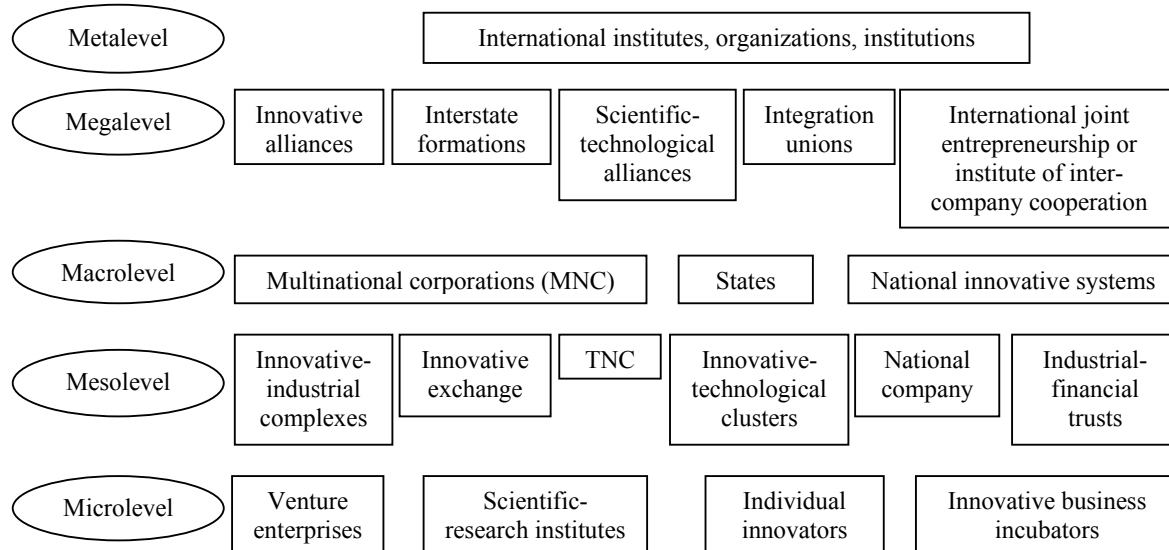 Metalevel
International institutes, organizations, institutions
Megalevel
Innovative
alliances
Interstate
formations
Scientific-
technological
alliances
Integration
unions
International joint
entrepreneurship or
institute of inter-
company cooperation
Macrolevel
Multinational corporations (MNC)
States
National innovative systems
Mesolevel
Innovative-
industrial
complexes
Innovative
exchange
TNC
Innovative-
technological
clusters
National
company
Industrial-
financial
trusts
Microlevel
Venture
enterprises
Scientific-
research institutes
Individual
innovators
Innovative business
incubators